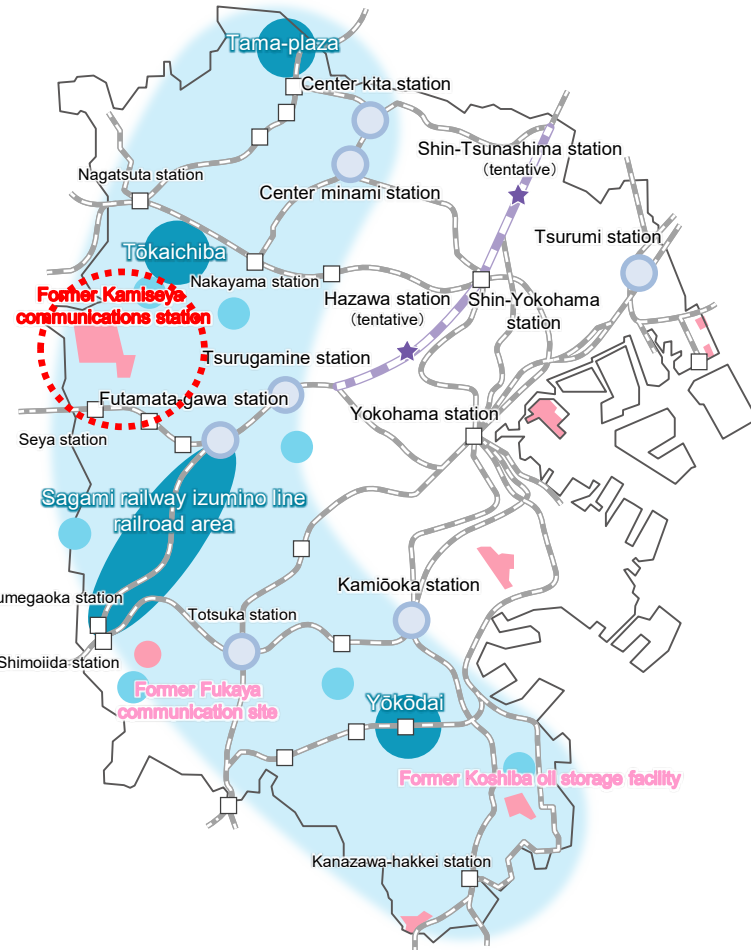 Tama-plaza
Center kita station
Shin-Tsunashima station
(tentative)
Nagatsuta station
Center minami station
Tōkaichiba
Tsurumi station
Nakayama station
Former Kamiseya
communications station
Hazawa station
(tentative)
Shin-Yokohama
station
Tsurugamine station
Futamata-gawa station
Yokohama station
Seya station
Sagami railway izumino line
railroad area
Kamiōoka station
umegaoka station
Totsuka station
Shimoiida station
Former Fukaya
communication site
Yōkōdai
Former Koshiba oil storage facility
Kanazawa-hakkei station